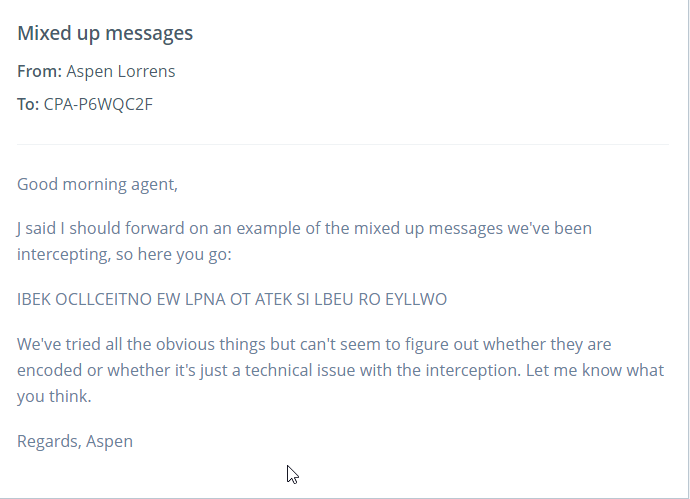 Mixed up messages
From: Aspen Lorrens
To: CPA-P6WQC2F
Good morning agent,
J said I should forward on an example of the mixed up messages we've been
intercepting, so here you go:
IBEK OCLLCEITNO EW LPNA OT ATEK SI LBEU RO EYLLWO
We've tried all the obvious things but can't seem to figure out whether they are
encoded or whether it's just a technical issue with the interception. Let me know what
you think.
Regards, Aspen